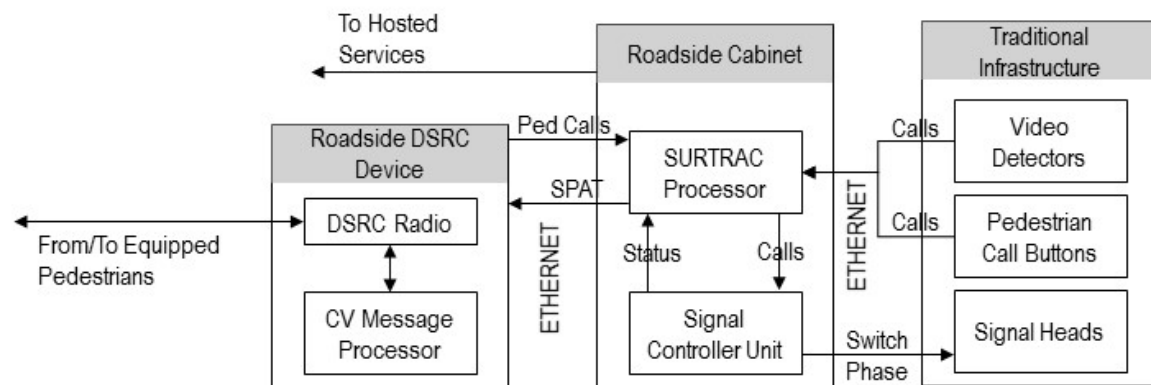 To Hosted
Services
Roadside Cabinet
Traditional
Infrastructure
Roadside DSRC
Device
Ped Calls
SPAT
ETHERNET
DSRC Radio
CV Message
Processor
From/To Equipped
Pedestrians
SURTRAC
Processor
Status
Calls
Signal
Controller Unit
Calls
Calls
ETHERNET
Video
Detectors
Pedestrian
Call Buttons
Signal Heads
Switch
Phase